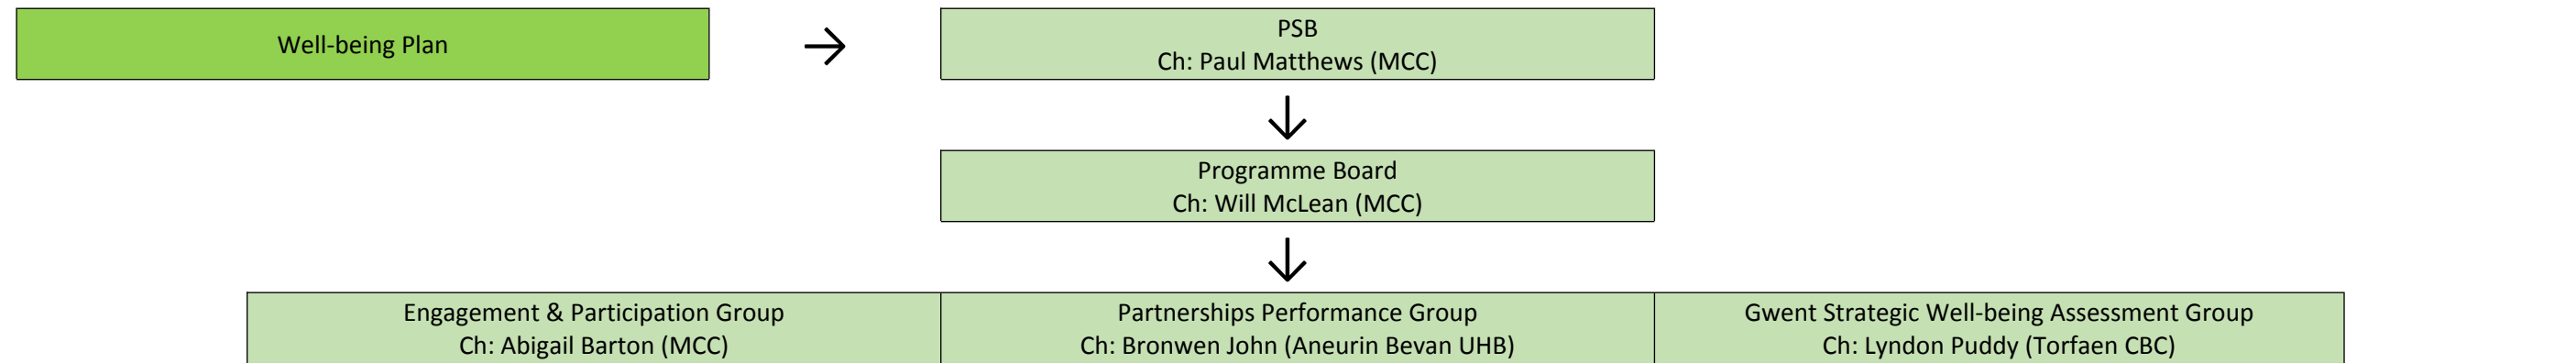 Well-being Plan
PSB
Ch: Paul Matthews (MCC)
Programme Board
Ch: Will McLean (MCC)
Engagement & Participation Group
Ch: Abigail Barton (MCC)
Partnerships Performance Group
Ch: Bronwen John (Aneurin Bevan UHB)
Gwent Strategic Well-being Assessment Group
Ch: Lyndon Puddy (Torfaen CBC)